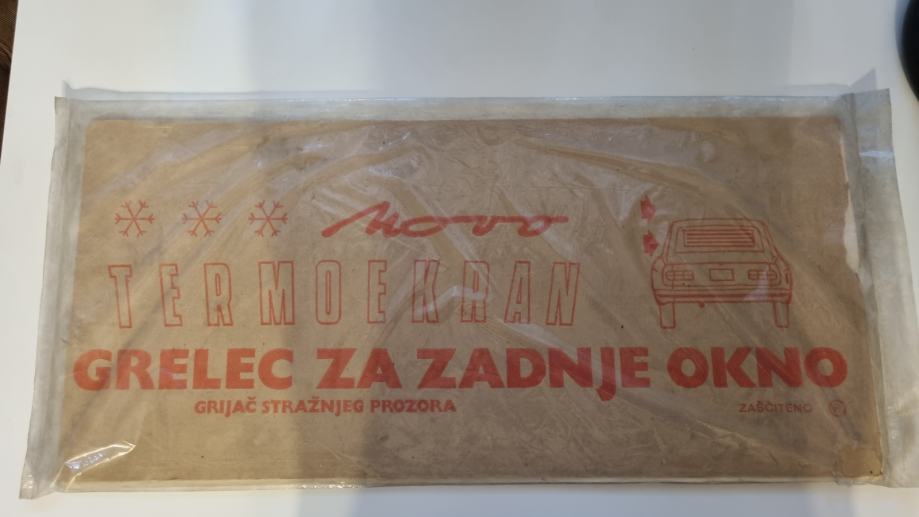 Novo
TERMOEKRAN
GRELEC ZA ZADNJE OKNO
GRIJAČ STRAŽNJEG PROZORA
ZAŠČITENO